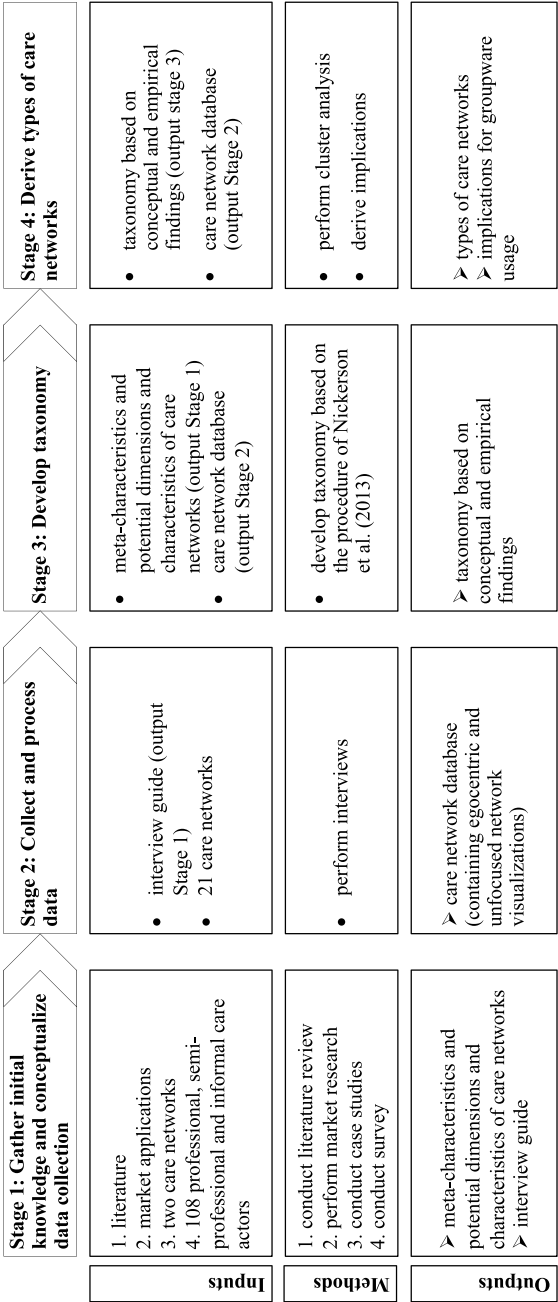 Stage 1: Gather initial
knowledge and conceptualize
data collection
Stage 2: Collect and process
data
Stage 3: Develop taxonomy
Stage 4: Derive types of care
networks
Inputs
1. literature
2. market applications
3. two care networks
4. 108 professional, semi-
professional and informal care
actors
• interview guide (output
Stage 1)
• 21 care networks
• meta-characteristics and
potential dimensions and
characteristics of care
networks (output Stage 1)
• care network database
(output Stage 2)
• taxonomy based on
conceptual and empirical
findings (output stage 3)
• care network database
(output Stage 2)
Methods
1. conduct literature review
2. perform market research
3. conduct case studies
4. conduct survey
• perform interviews
• develop taxonomy based on
the procedure of Nickerson
et al. (2013)
• perform cluster analysis
• derive implications
Outputs
➢ meta-characteristics and
potential dimensions and
characteristics of care networks
➢ interview guide
➢ care network database
(containing egocentric and
unfocused network
visualizations)
➢ taxonomy based on
conceptual and empirical
findings
➢ types of care networks
➢ implications for groupware
usage